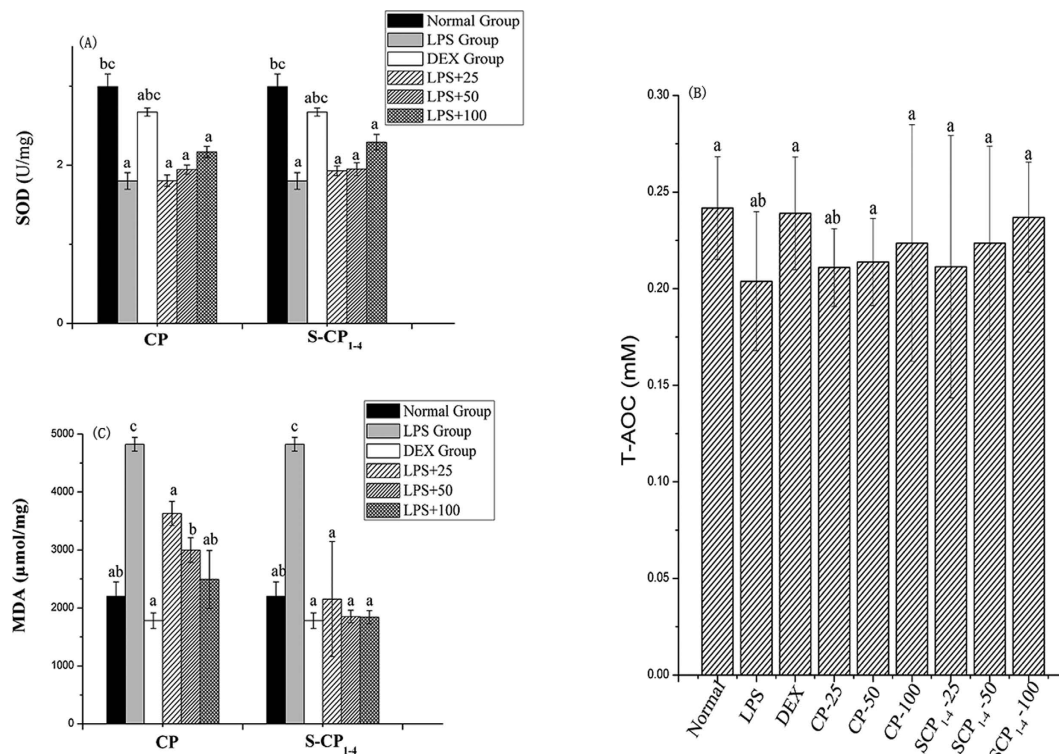 (A)
Normal Group
LPS Group
DEX Group
LPS+25
LPS+50
LPS+100
bc
a
abc
a
a
a
bc
a
abc
a
a
a
SOD (U/mg)
2
0
CP
S-CP1-4
(C)
Normal Group
LPS Group
DEX Group
LPS+25
LPS+50
LPS+100
ab
c
a
a
b
ab
ab
c
a
a
a
a
MDA (µmol/mg)
5000
4000
3000
2000
1000
0
CP
S-CP1-4
(B)
0.30
0.25
0.20
0.15
0.10
0.05
0.00
T-AOC (mM)
a
ab
a
ab
a
a
a
a
a
Normal
LPS
DEX
CP-25
CP-50
CP-100
SCP1-4-25
SCP1-4-50
SCP1-4-100